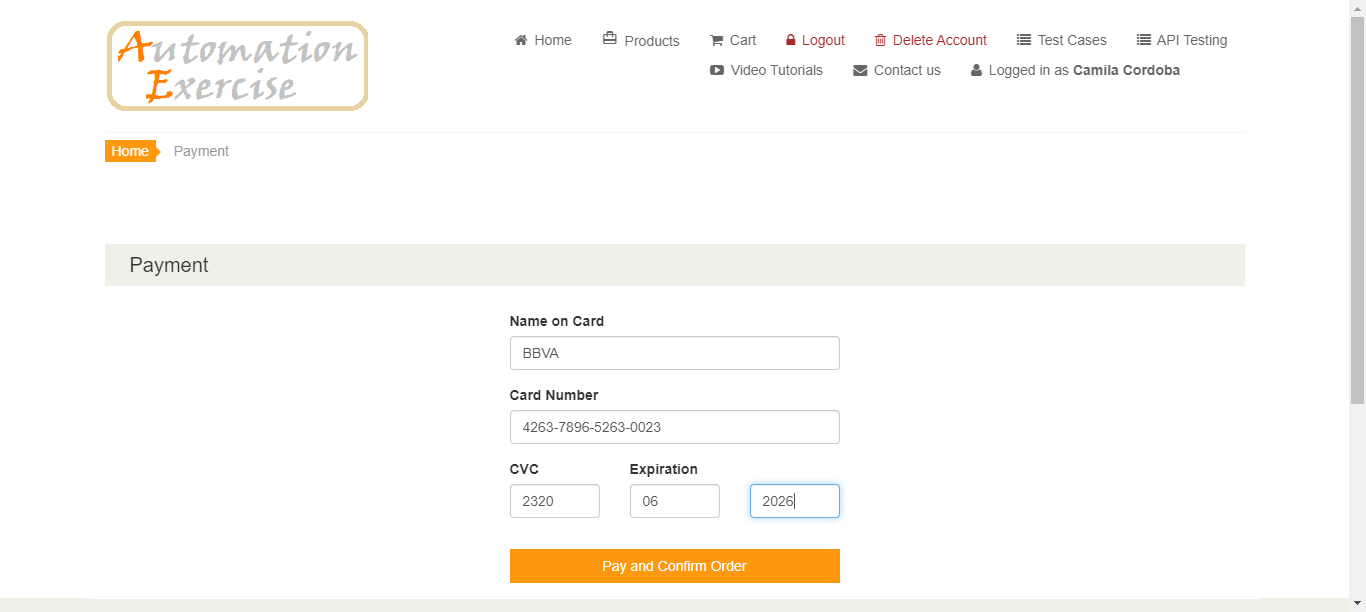 Automation
Exercise
Home Products Cart Logout Delete Account Test Cases API Testing
Video Tutorials Contact us Logged in as Camila Cordoba
Home Payment
Payment
Name on Card
BBVA
Card Number
4263-7896-5263-0023
CVC Expiration
2320 06 2026
Pay and Confirm Order